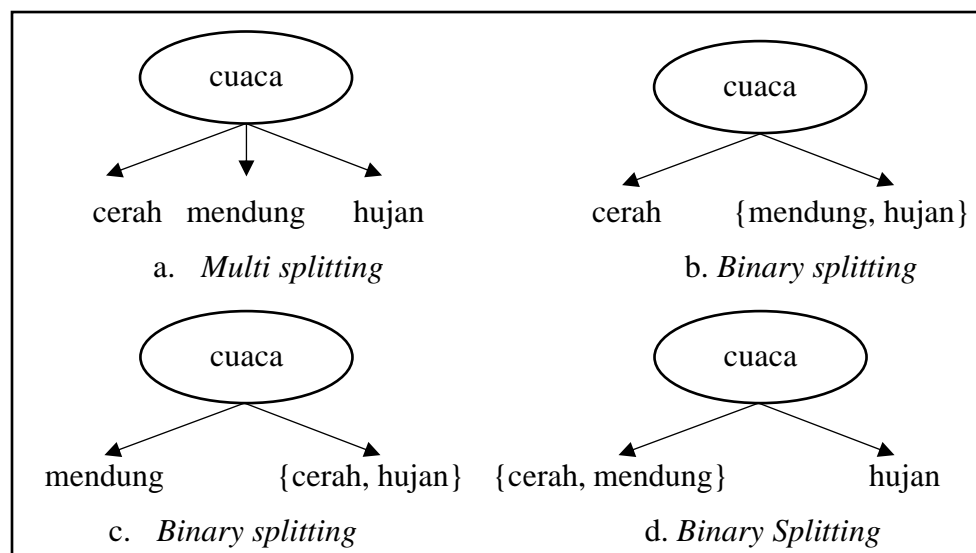 cuaca
cuaca
cerah mendung hujan
cerah {mendung, hujan}
a. Multi splitting
b. Binary splitting
cuaca
cuaca
mendung {cerah, hujan}
{cerah, mendung} hujan
c. Binary splitting
d. Binary Splitting